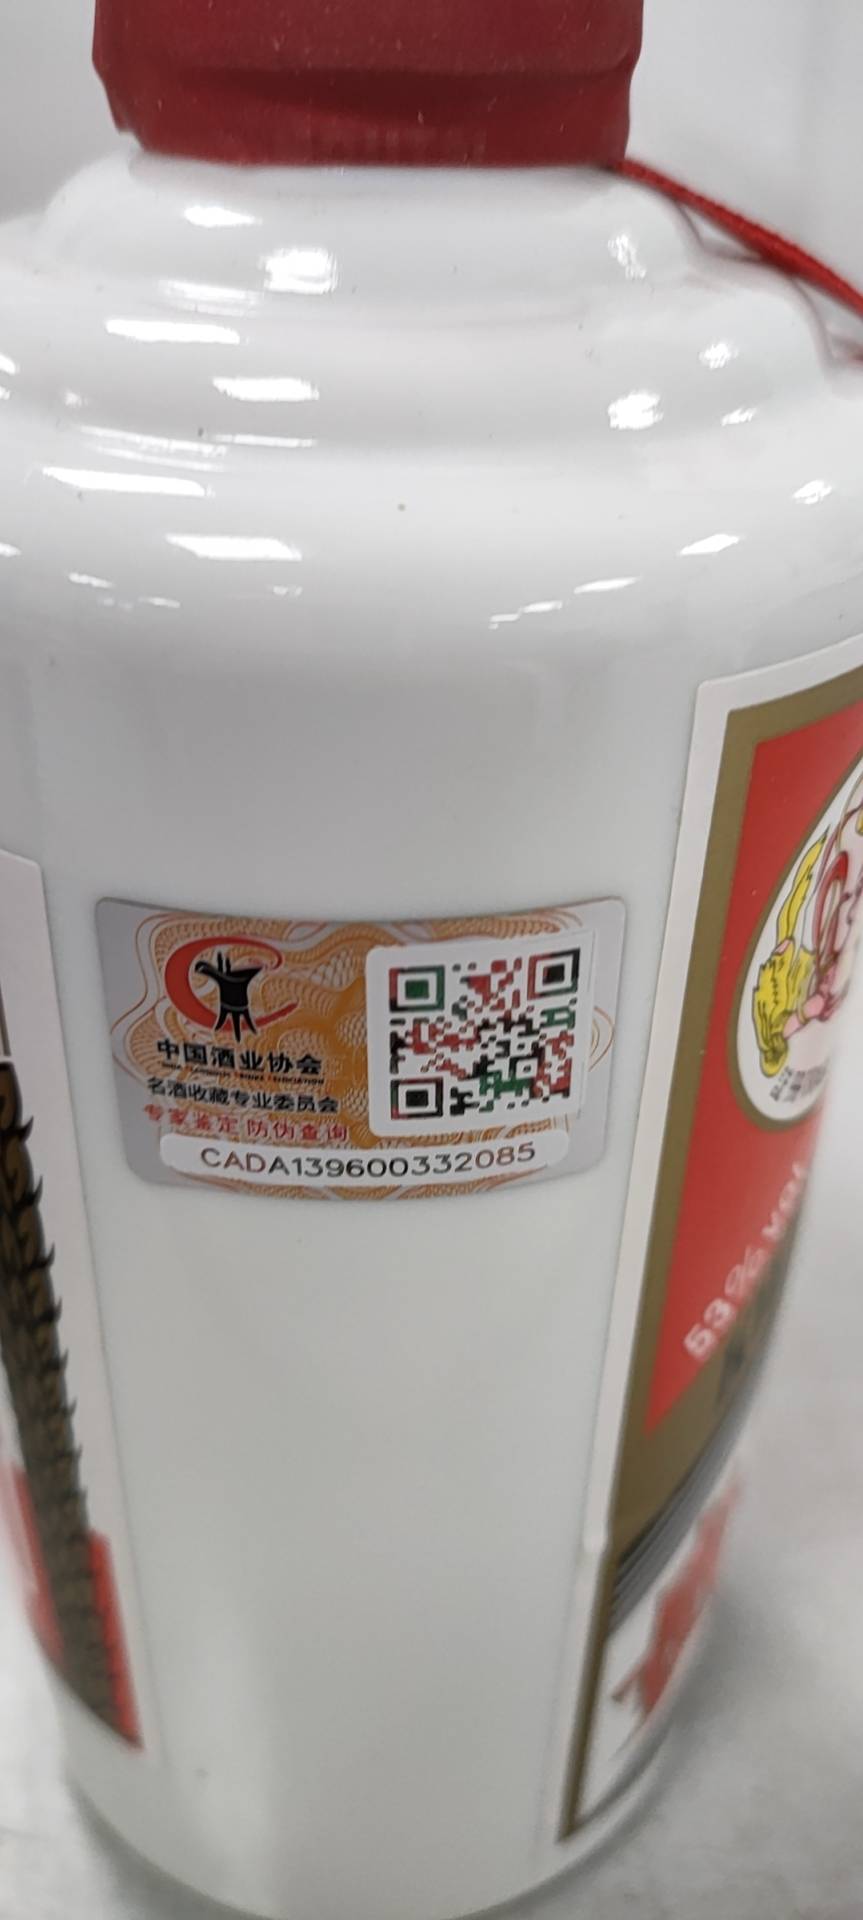 中国酒业协会
名酒收藏专业委员会
专家鉴定 防伪查询
CADA139600332085
53%